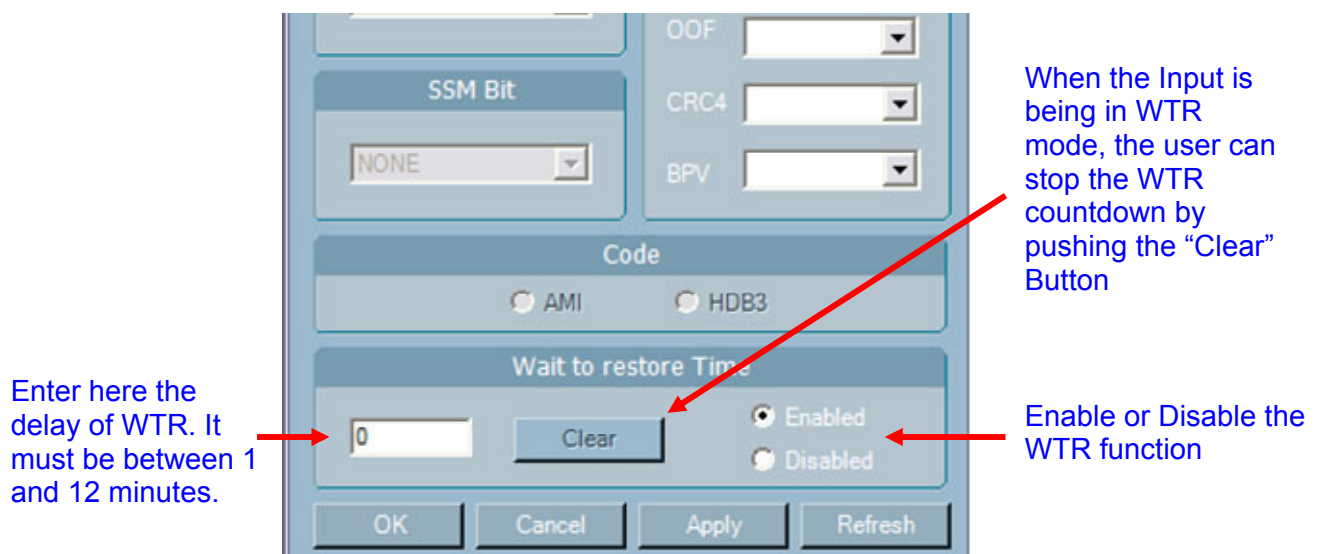 OOF
SSM Bit
CRC4
NONE
BPV
Code
AMI
HDB3
Wait to restore Time
0
Clear
Enabled
Disabled
OK
Cancel
Apply
Refresh
When the Input is
being in WTR
mode, the user can
stop the WTR
countdown by
pushing the “Clear”
Button
Enter here the
delay of WTR. It
must be between 1
and 12 minutes.
Enable or Disable the
WTR function